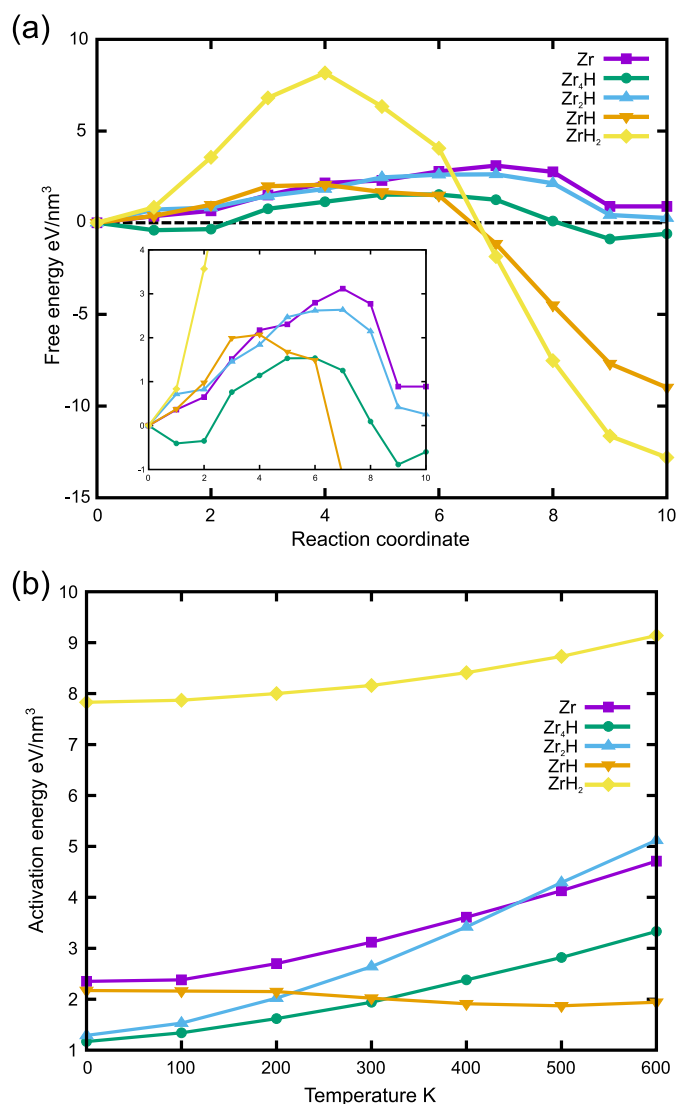 (a)
10
5
0
-5
-10
-15
Free energy eV/nm³
Zr
Zr₄H
Zr₂H
ZrH
ZrH₂
4
3
2
1
0
-1
0 2 4 6 8 10
0 2 4 6 8 10
Reaction coordinate
(b)
10
9
8
7
6
5
4
3
2
1
Activation energy eV/nm³
Zr
Zr₄H
Zr₂H
ZrH
ZrH₂
0 100 200 300 400 500 600
Temperature K